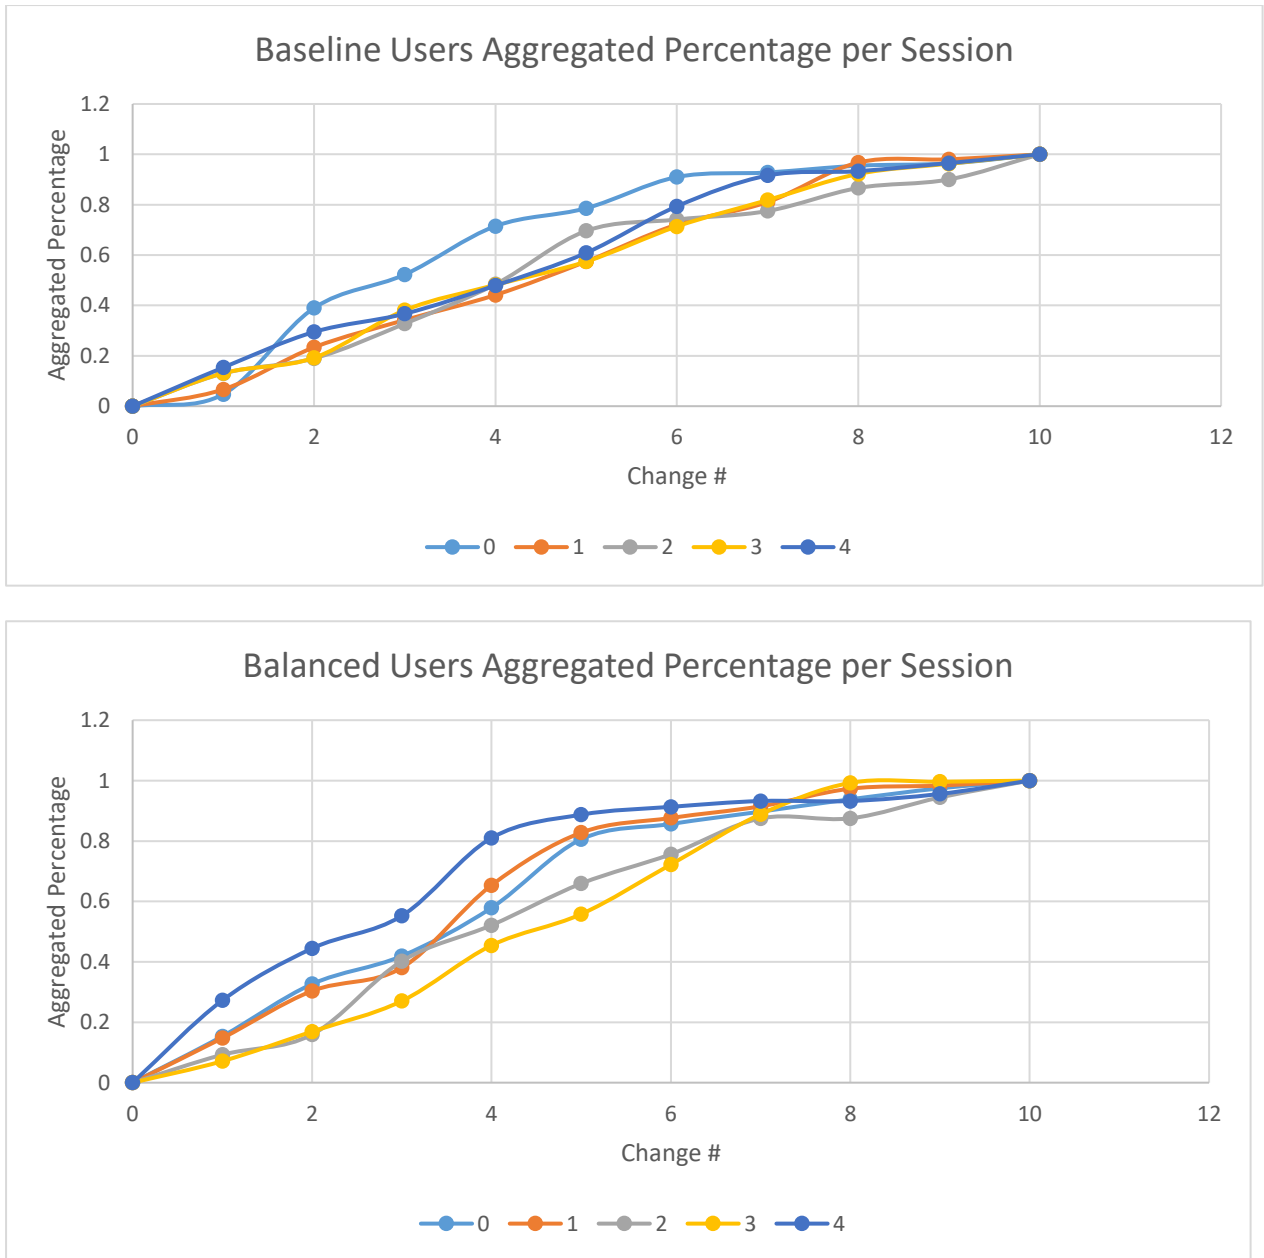 Baseline Users Aggregated Percentage per Session
Aggregated Percentage
1.2
1
0.8
0.6
0.4
0.2
0
0 2 4 6 8 10 12
Change #
0 1 2 3 4
Balanced Users Aggregated Percentage per Session
Aggregated Percentage
1.2
1
0.8
0.6
0.4
0.2
0
0 2 4 6 8 10 12
Change #
0 1 2 3 4